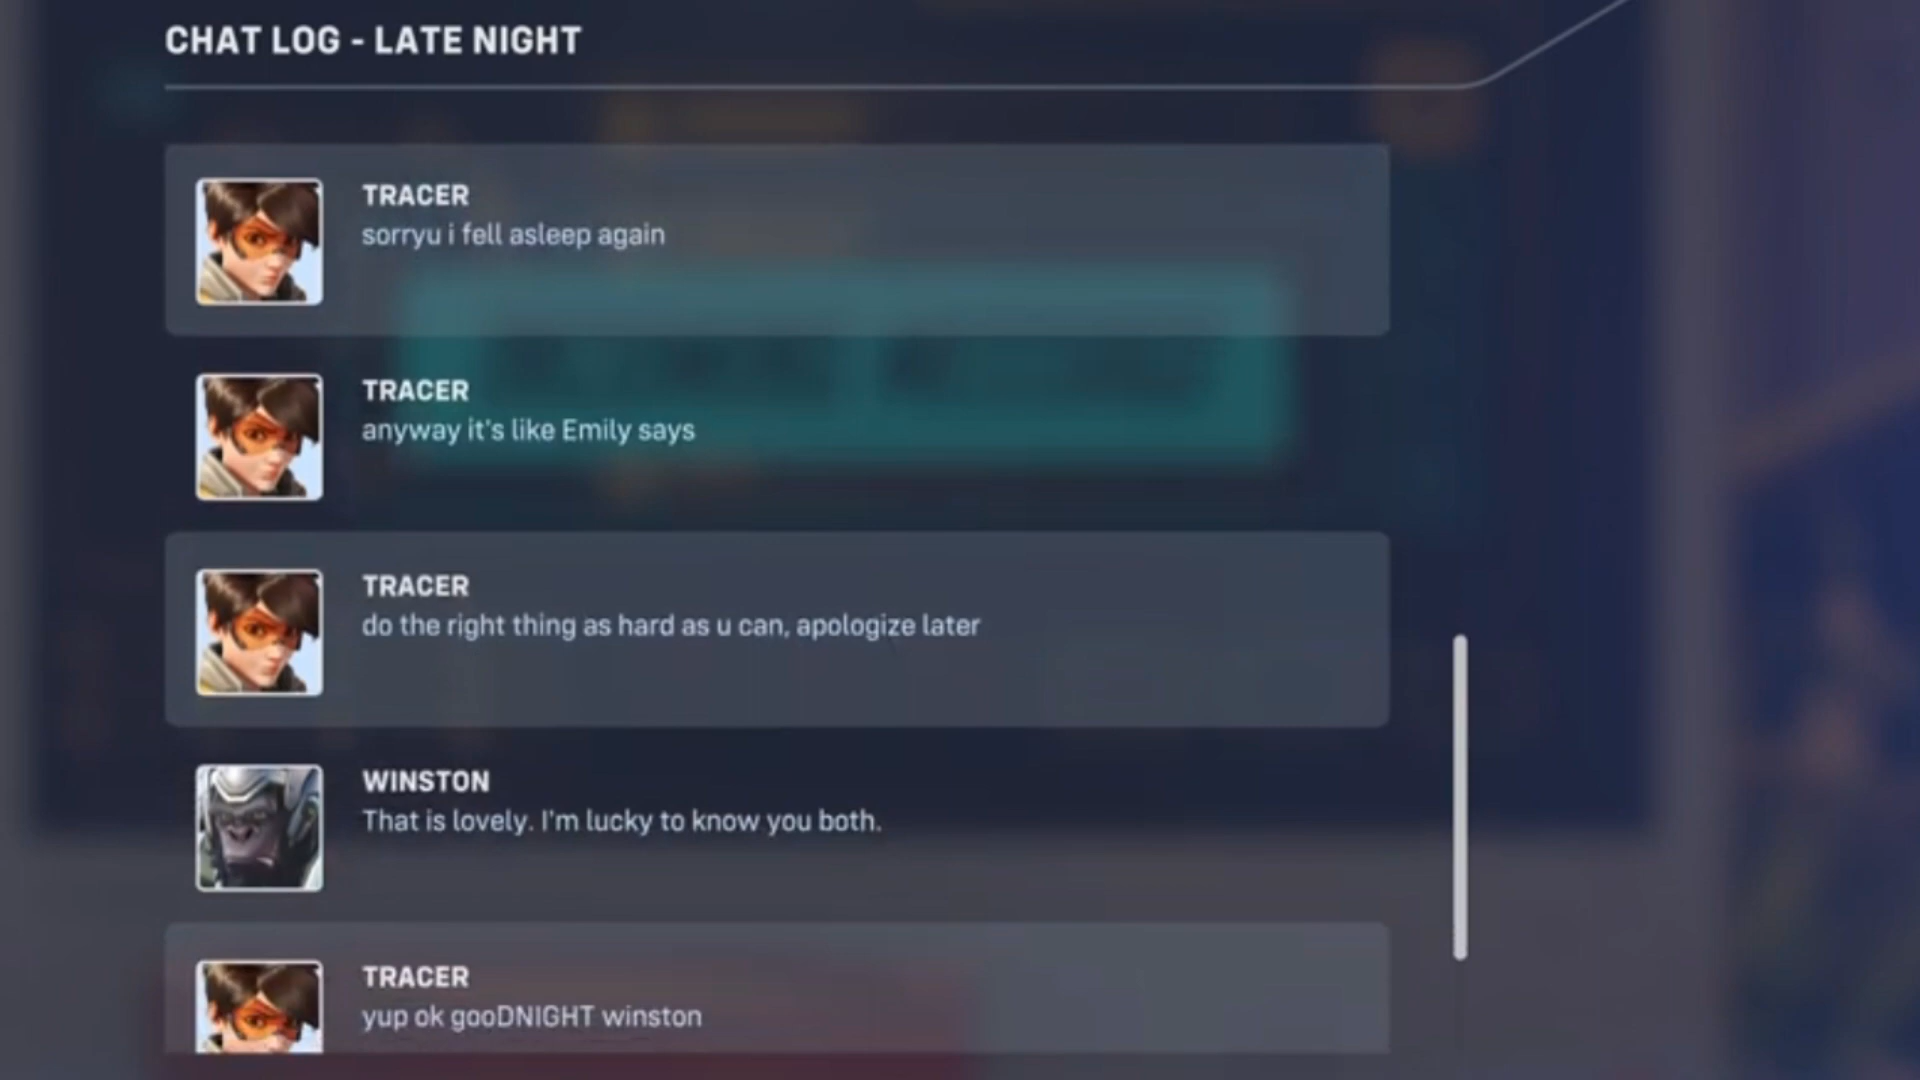 CHAT LOG - LATE NIGHT
TRACER
sorryu i fell asleep again
TRACER
anyway it's like Emily says
TRACER
do the right thing as hard as u can, apologize later
WINSTON
That is lovely. I'm lucky to know you both.
TRACER
yup ok gooDNIGHT winston